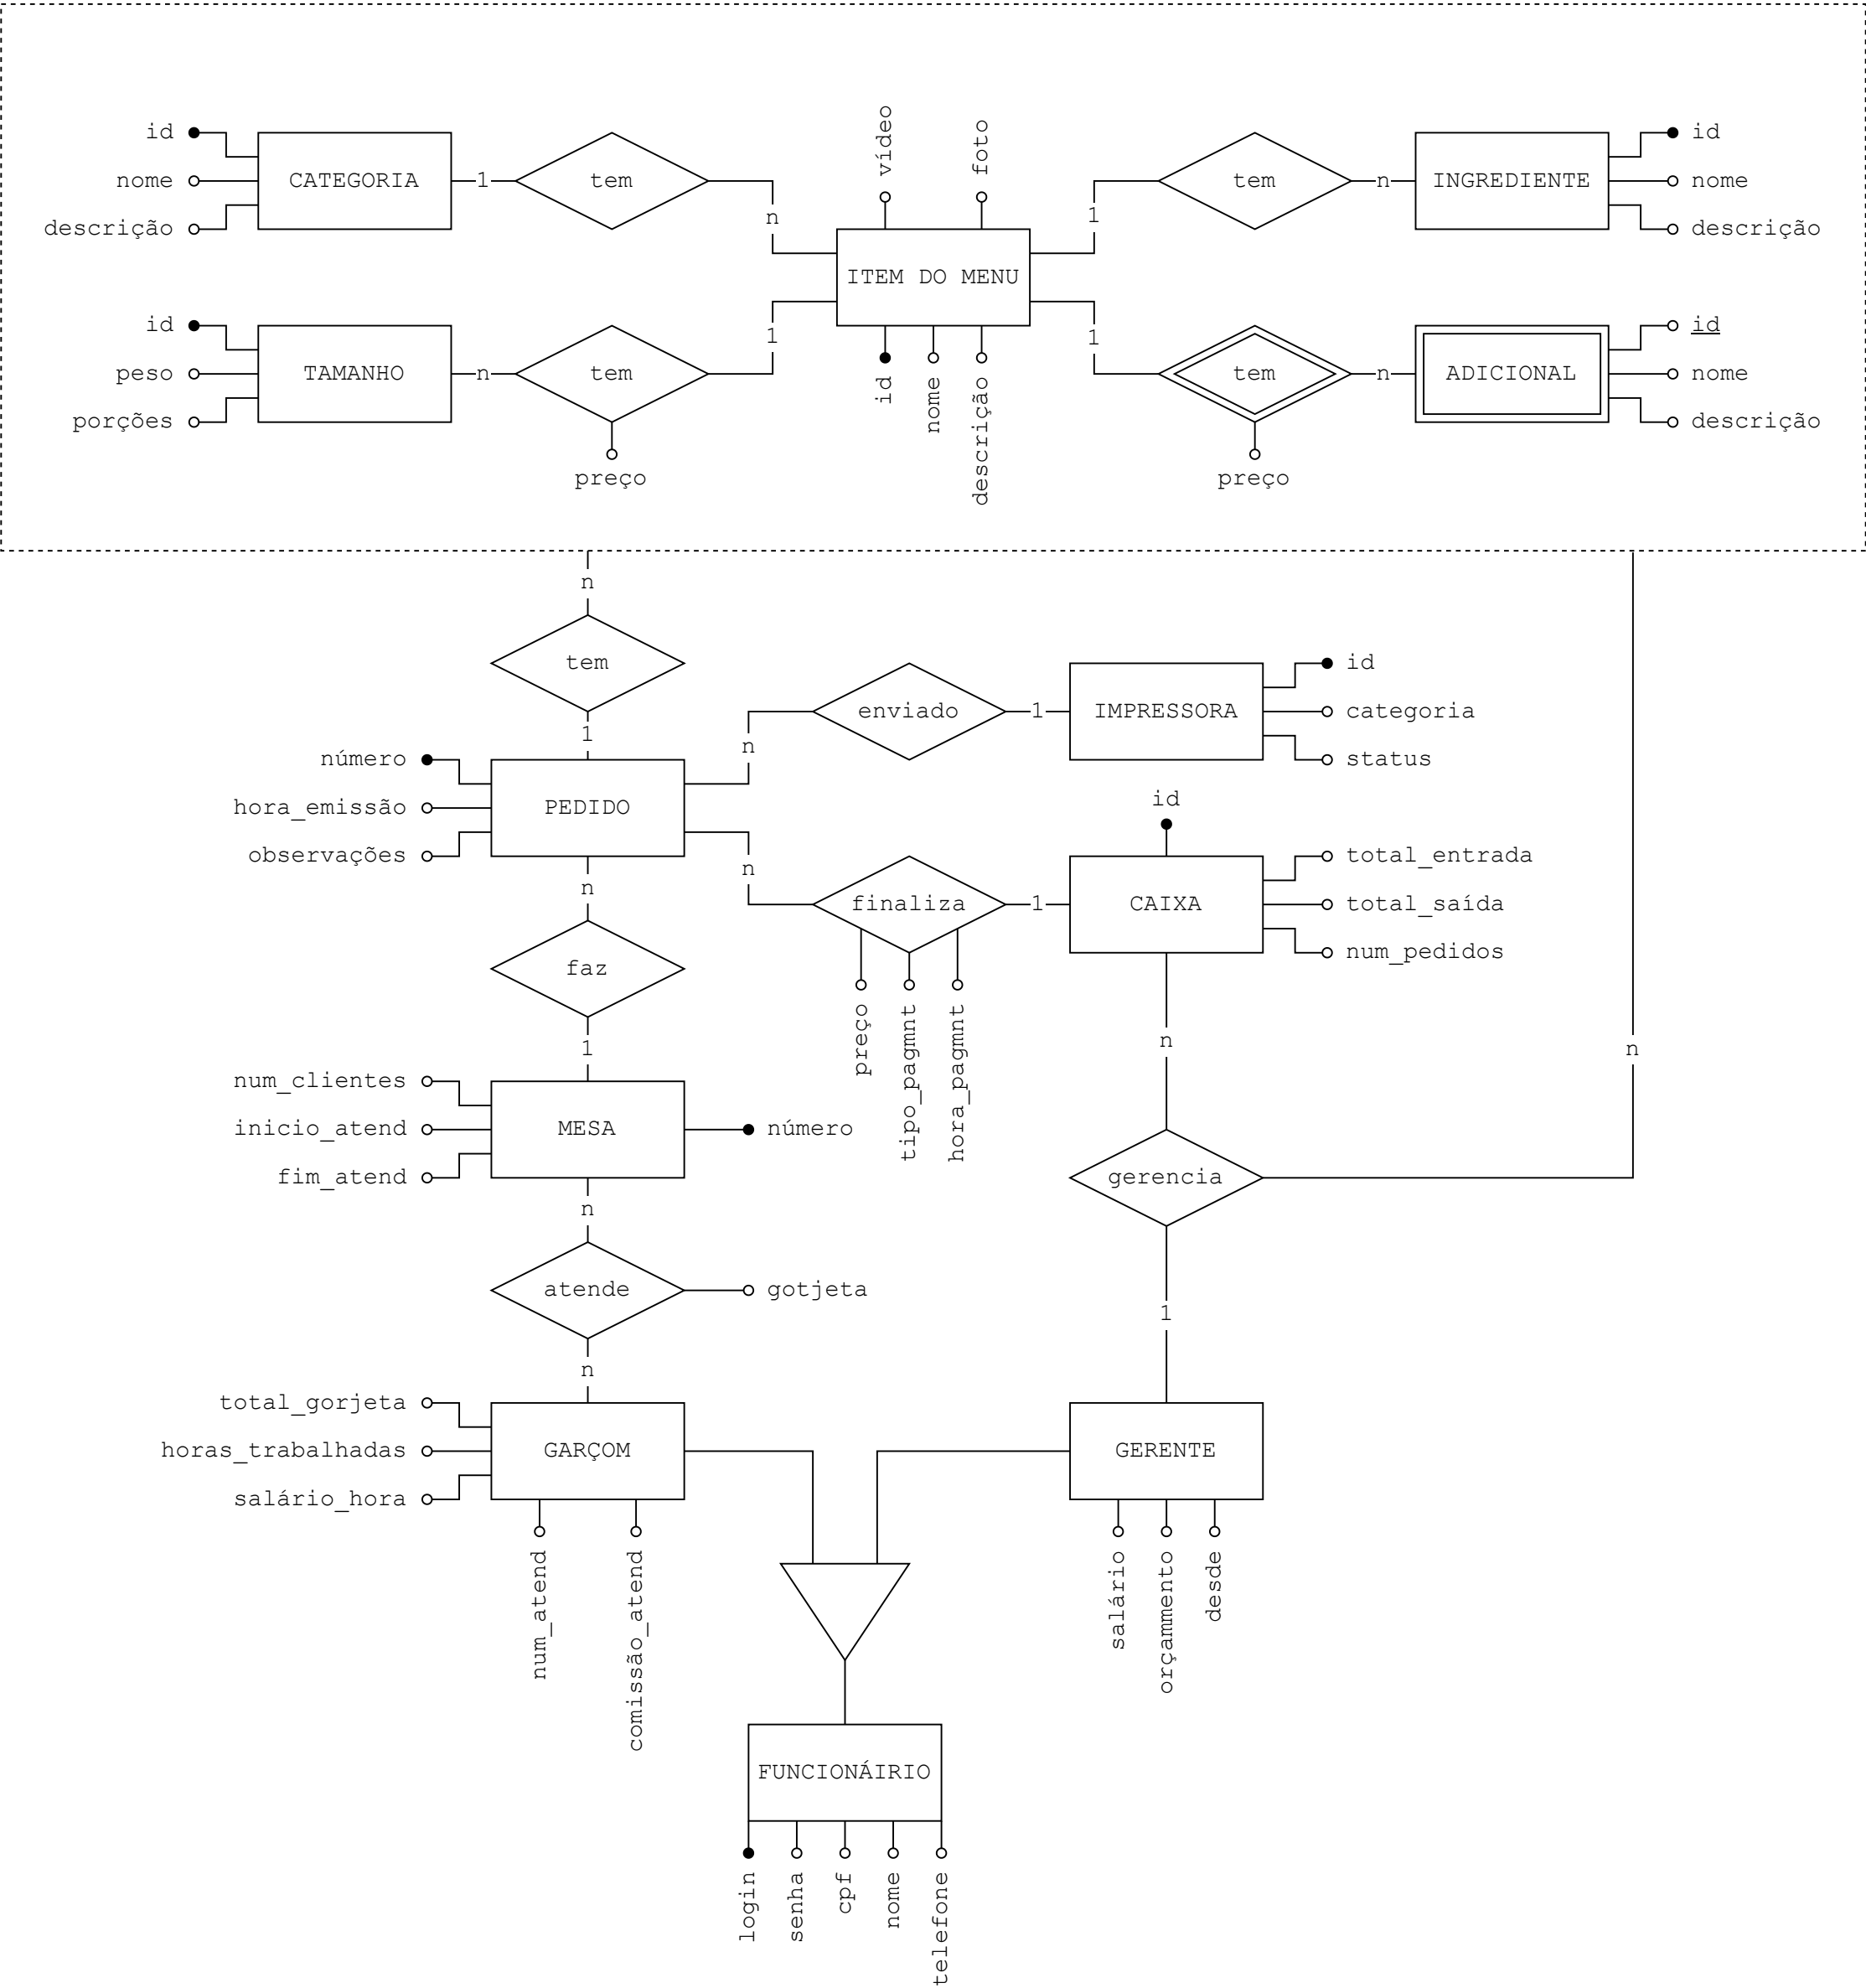 vídeo
foto
id
nome
descrição
CATEGORIA
1
tem
n
1
tem
n
INGREDIENTE
id
nome
descrição
ITEM DO MENU
id
peso
porções
TAMANHO
n
tem
1
preço
id
nome
descrição
1
tem
n
preço
ADICIONAL
id
nome
descrição
n
tem
1
número
hora_emissão
observações
PEDIDO
n
enviado
1
IMPRESSORA
id
categoria
status
n
finaliza
1
preço
tipo_pagmnt
hora_pagmnt
id
CAIXA
total_entrada
total_saída
num_pedidos
n
faz
1
n
n
num_clientes
inicio_atend
fim_atend
MESA
número
gerencia
n
atende
gotjeta
n
1
total_gorjeta
horas_trabalhadas
salário_hora
GARÇOM
num_atend
comissão_atend
GERENTE
salário
orçammento
desde
FUNCIONÁIRIO
login
senha
cpf
nome
telefone